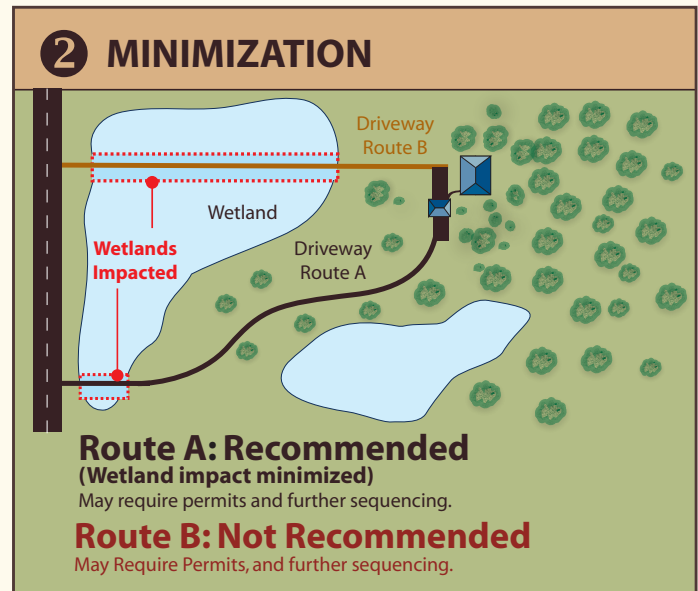 2 MINIMIZATION
Driveway
Route B
Wetland
Wetlands
Impacted
Driveway
Route A
Route A: Recommended
(Wetland impact minimized)
May require permits and further sequencing.
Route B: Not Recommended
May Require Permits, and further sequencing.